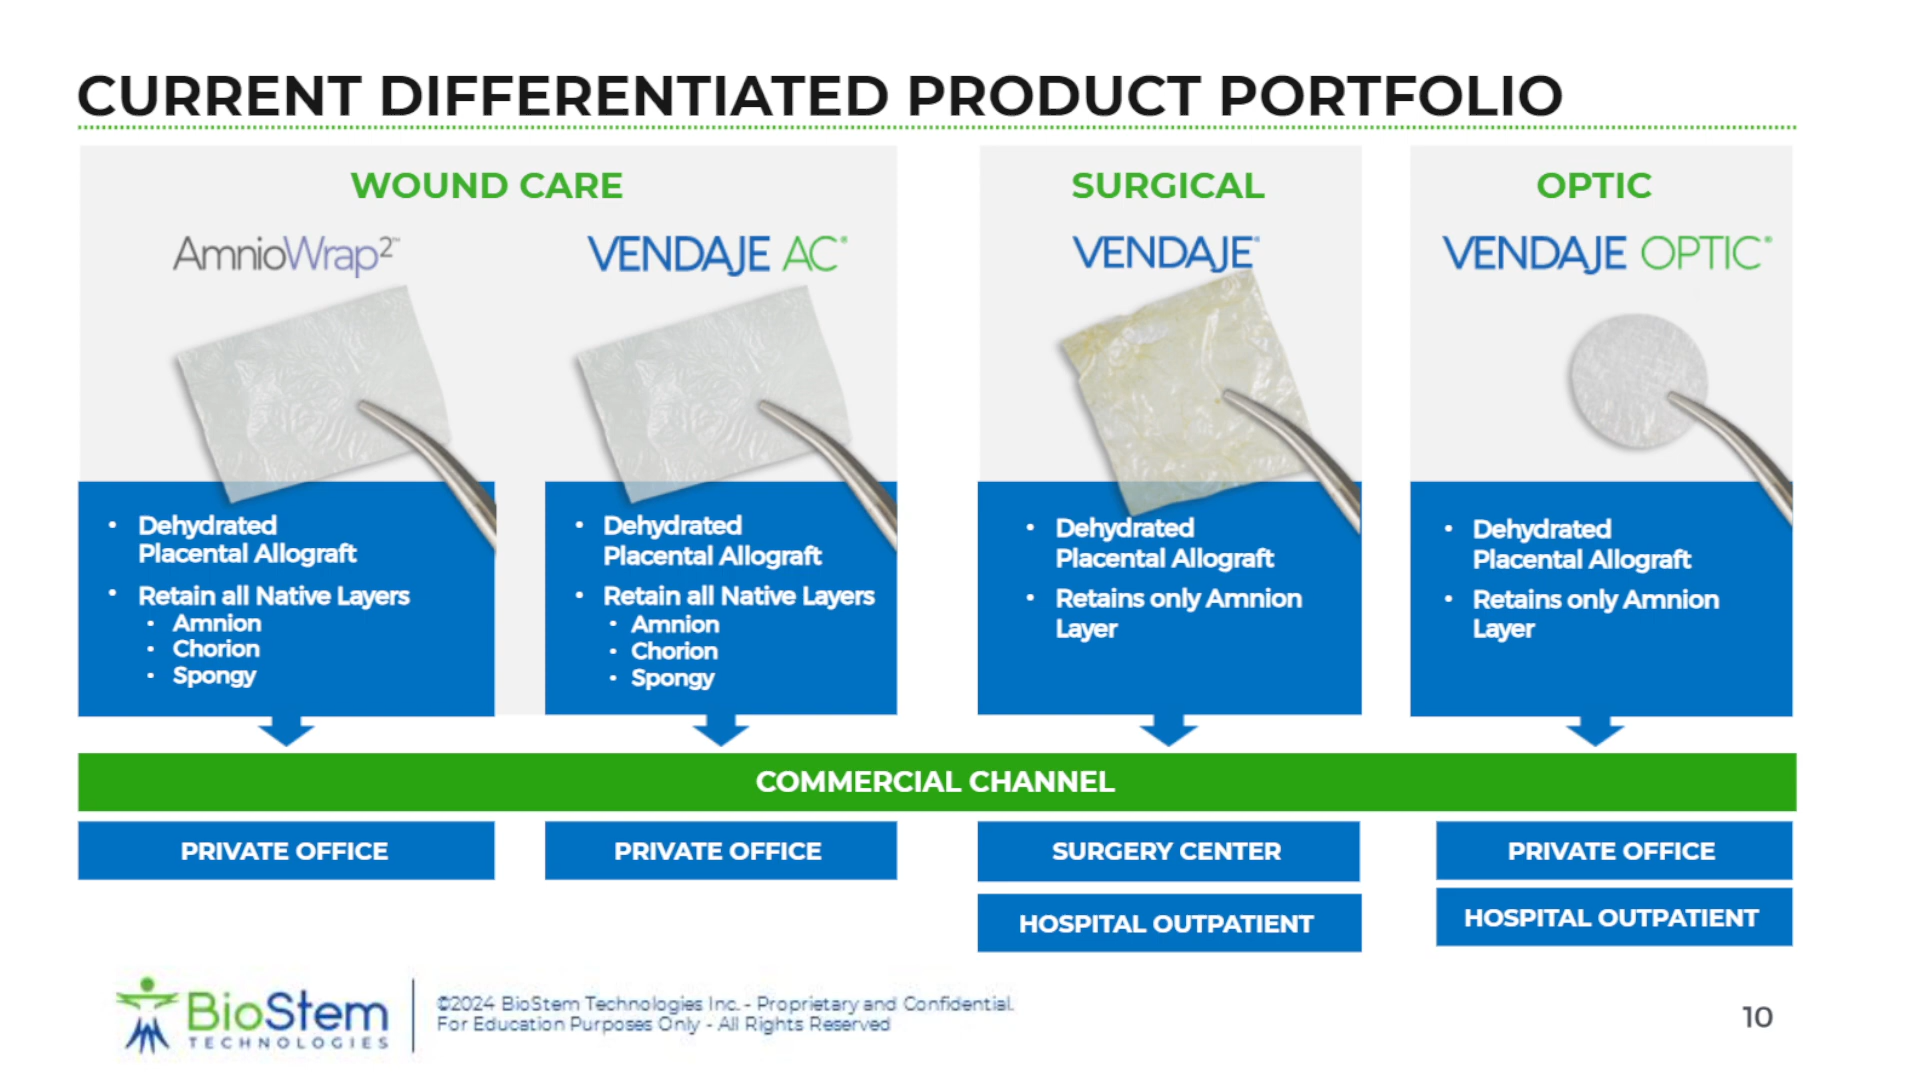 CURRENT DIFFERENTIATED PRODUCT PORTFOLIO
WOUND CARE
AmnioWrap2™
VENDAJE AC®
• Dehydrated
Placental Allograft
• Retain all Native Layers
• Amnion
• Chorion
• Spongy
• Dehydrated
Placental Allograft
• Retain all Native Layers
• Amnion
• Chorion
• Spongy
SURGICAL
VENDAJE®
• Dehydrated
Placental Allograft
• Retains only Amnion
Layer
OPTIC
VENDAJE OPTIC®
• Dehydrated
Placental Allograft
• Retains only Amnion
Layer
COMMERCIAL CHANNEL
PRIVATE OFFICE
PRIVATE OFFICE
SURGERY CENTER
HOSPITAL OUTPATIENT
PRIVATE OFFICE
HOSPITAL OUTPATIENT
BioStem
TECHNOLOGIES
©2024 BioStem Technologies Inc. - Proprietary and Confidential.
For Education Purposes Only - All Rights Reserved
10